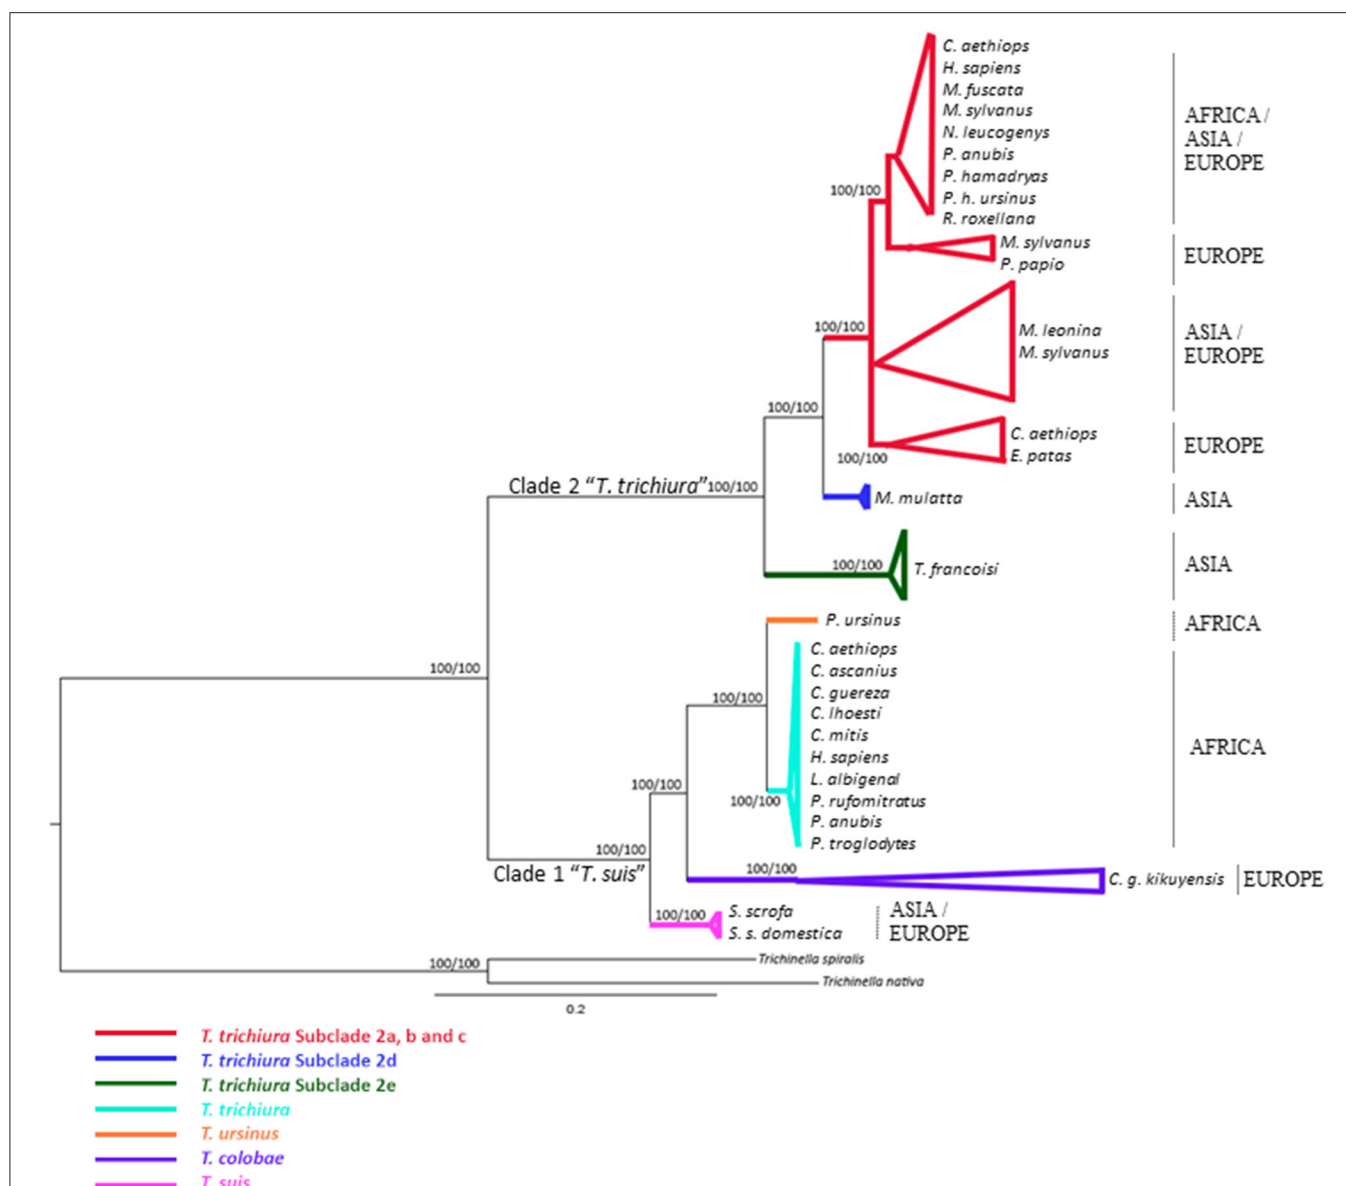 C. aethiops
H. sapiens
M. fuscata
M. sylvanus
N. leucogenys
P. anubis
P. hamadryas
P. h. ursinus
R. roxellana
AFRICA /
ASIA /
EUROPE
100/100
M. sylvanus
P. papio
EUROPE
100/100
M. leonina
M. sylvanus
ASIA /
EUROPE
100/100
C. aethiops
E. patas
EUROPE
100/100
Clade 2 “T. trichiura” 100/100
M. mulatta
ASIA
100/100
T. francoisi
ASIA
P. ursinus
AFRICA
100/100
100/100
C. aethiops
C. ascanius
C. guereza
C. lhoesti
C. mitis
H. sapiens
L. albigenal
P. rufomitratus
P. anubis
P. troglodytes
AFRICA
100/100
100/100
100/100
Clade 1 “T. suis”
100/100
C. g. kikuyensis
EUROPE
100/100
S. scrofa
S. s. domestica
ASIA /
EUROPE
100/100
Trichinella spiralis
Trichinella nativa
0.2
T. trichiura Subclade 2a, b and c
T. trichiura Subclade 2d
T. trichiura Subclade 2e
T. trichiura
T. ursinus
T. colobae
T. suis